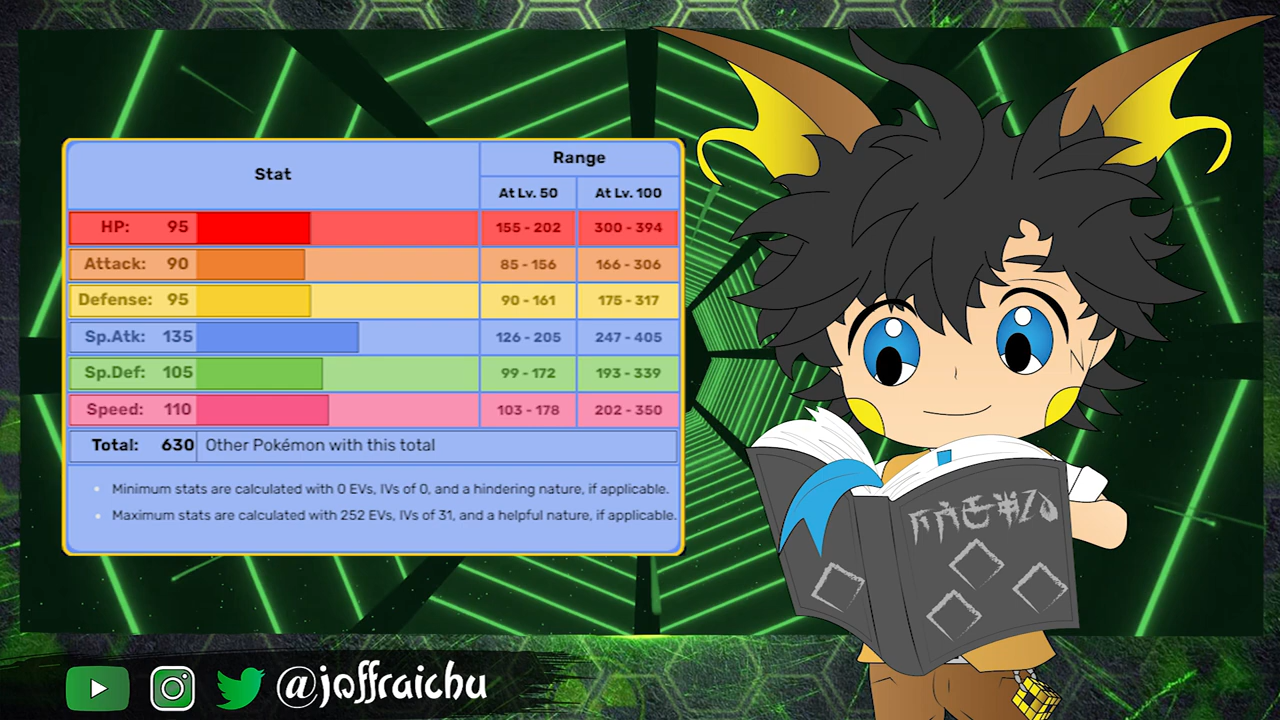 Stat
Range
At Lv. 50
At Lv. 100
HP: 95 155 - 202 300 - 394
Attack: 90 85 - 156 166 - 306
Defense: 95 90 - 161 175 - 317
Sp.Atk: 135 126 - 205 247 - 405
Sp.Def: 105 99 - 172 193 - 339
Speed: 110 103 - 178 202 - 350
Total: 630 Other Pokémon with this total
Minimum stats are calculated with 0 EVs, IVs of 0, and a hindering nature, if applicable.
Maximum stats are calculated with 252 EVs, IVs of 31, and a helpful nature, if applicable.
@joffraichu